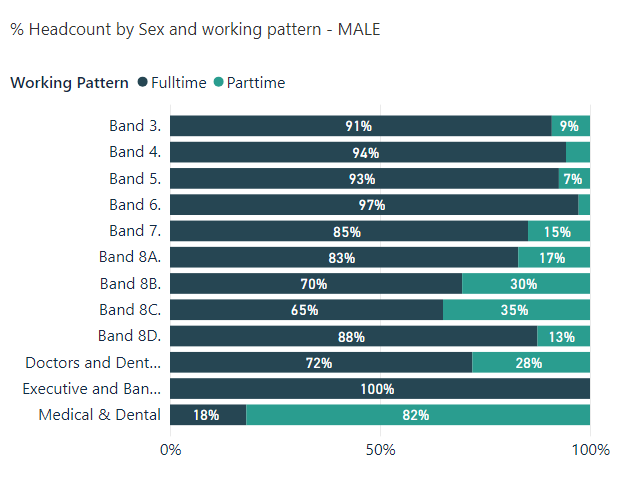 % Headcount by Sex and working pattern - MALE
Working Pattern Fulltime Parttime
Band 3. 91% 9%
Band 4. 94%
Band 5. 93% 7%
Band 6. 97%
Band 7. 85% 15%
Band 8A. 83% 17%
Band 8B. 70% 30%
Band 8C. 65% 35%
Band 8D. 88% 13%
Doctors and Dent... 72% 28%
Executive and Ban... 100%
Medical & Dental 18% 82%
0% 50% 100%